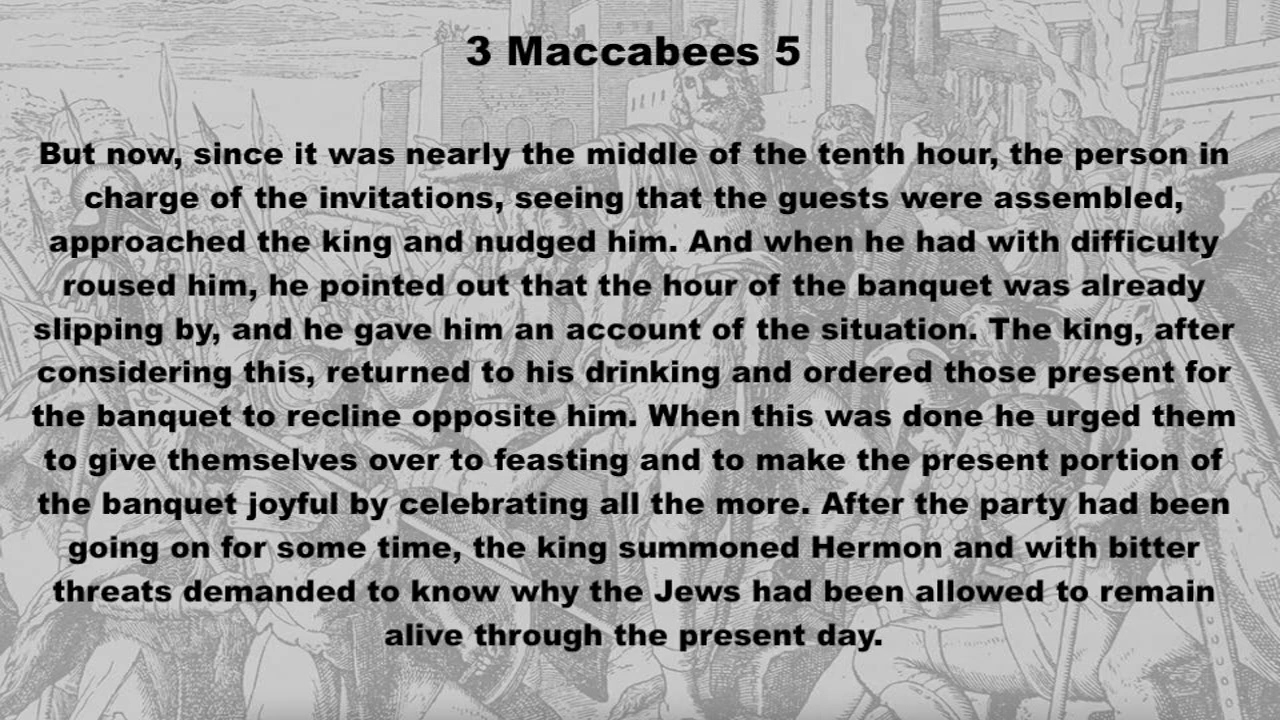 3 Maccabees 5
But now, since it was nearly the middle of the tenth hour, the person in
charge of the invitations, seeing that the guests were assembled,
approached the king and nudged him. And when he had with difficulty
roused him, he pointed out that the hour of the banquet was already
slipping by, and he gave him an account of the situation. The king, after
considering this, returned to his drinking and ordered those present for
the banquet to recline opposite him. When this was done he urged them
to give themselves over to feasting and to make the present portion of
the banquet joyful by celebrating all the more. After the party had been
going on for some time, the king summoned Hermon and with bitter
threats demanded to know why the Jews had been allowed to remain
alive through the present day.